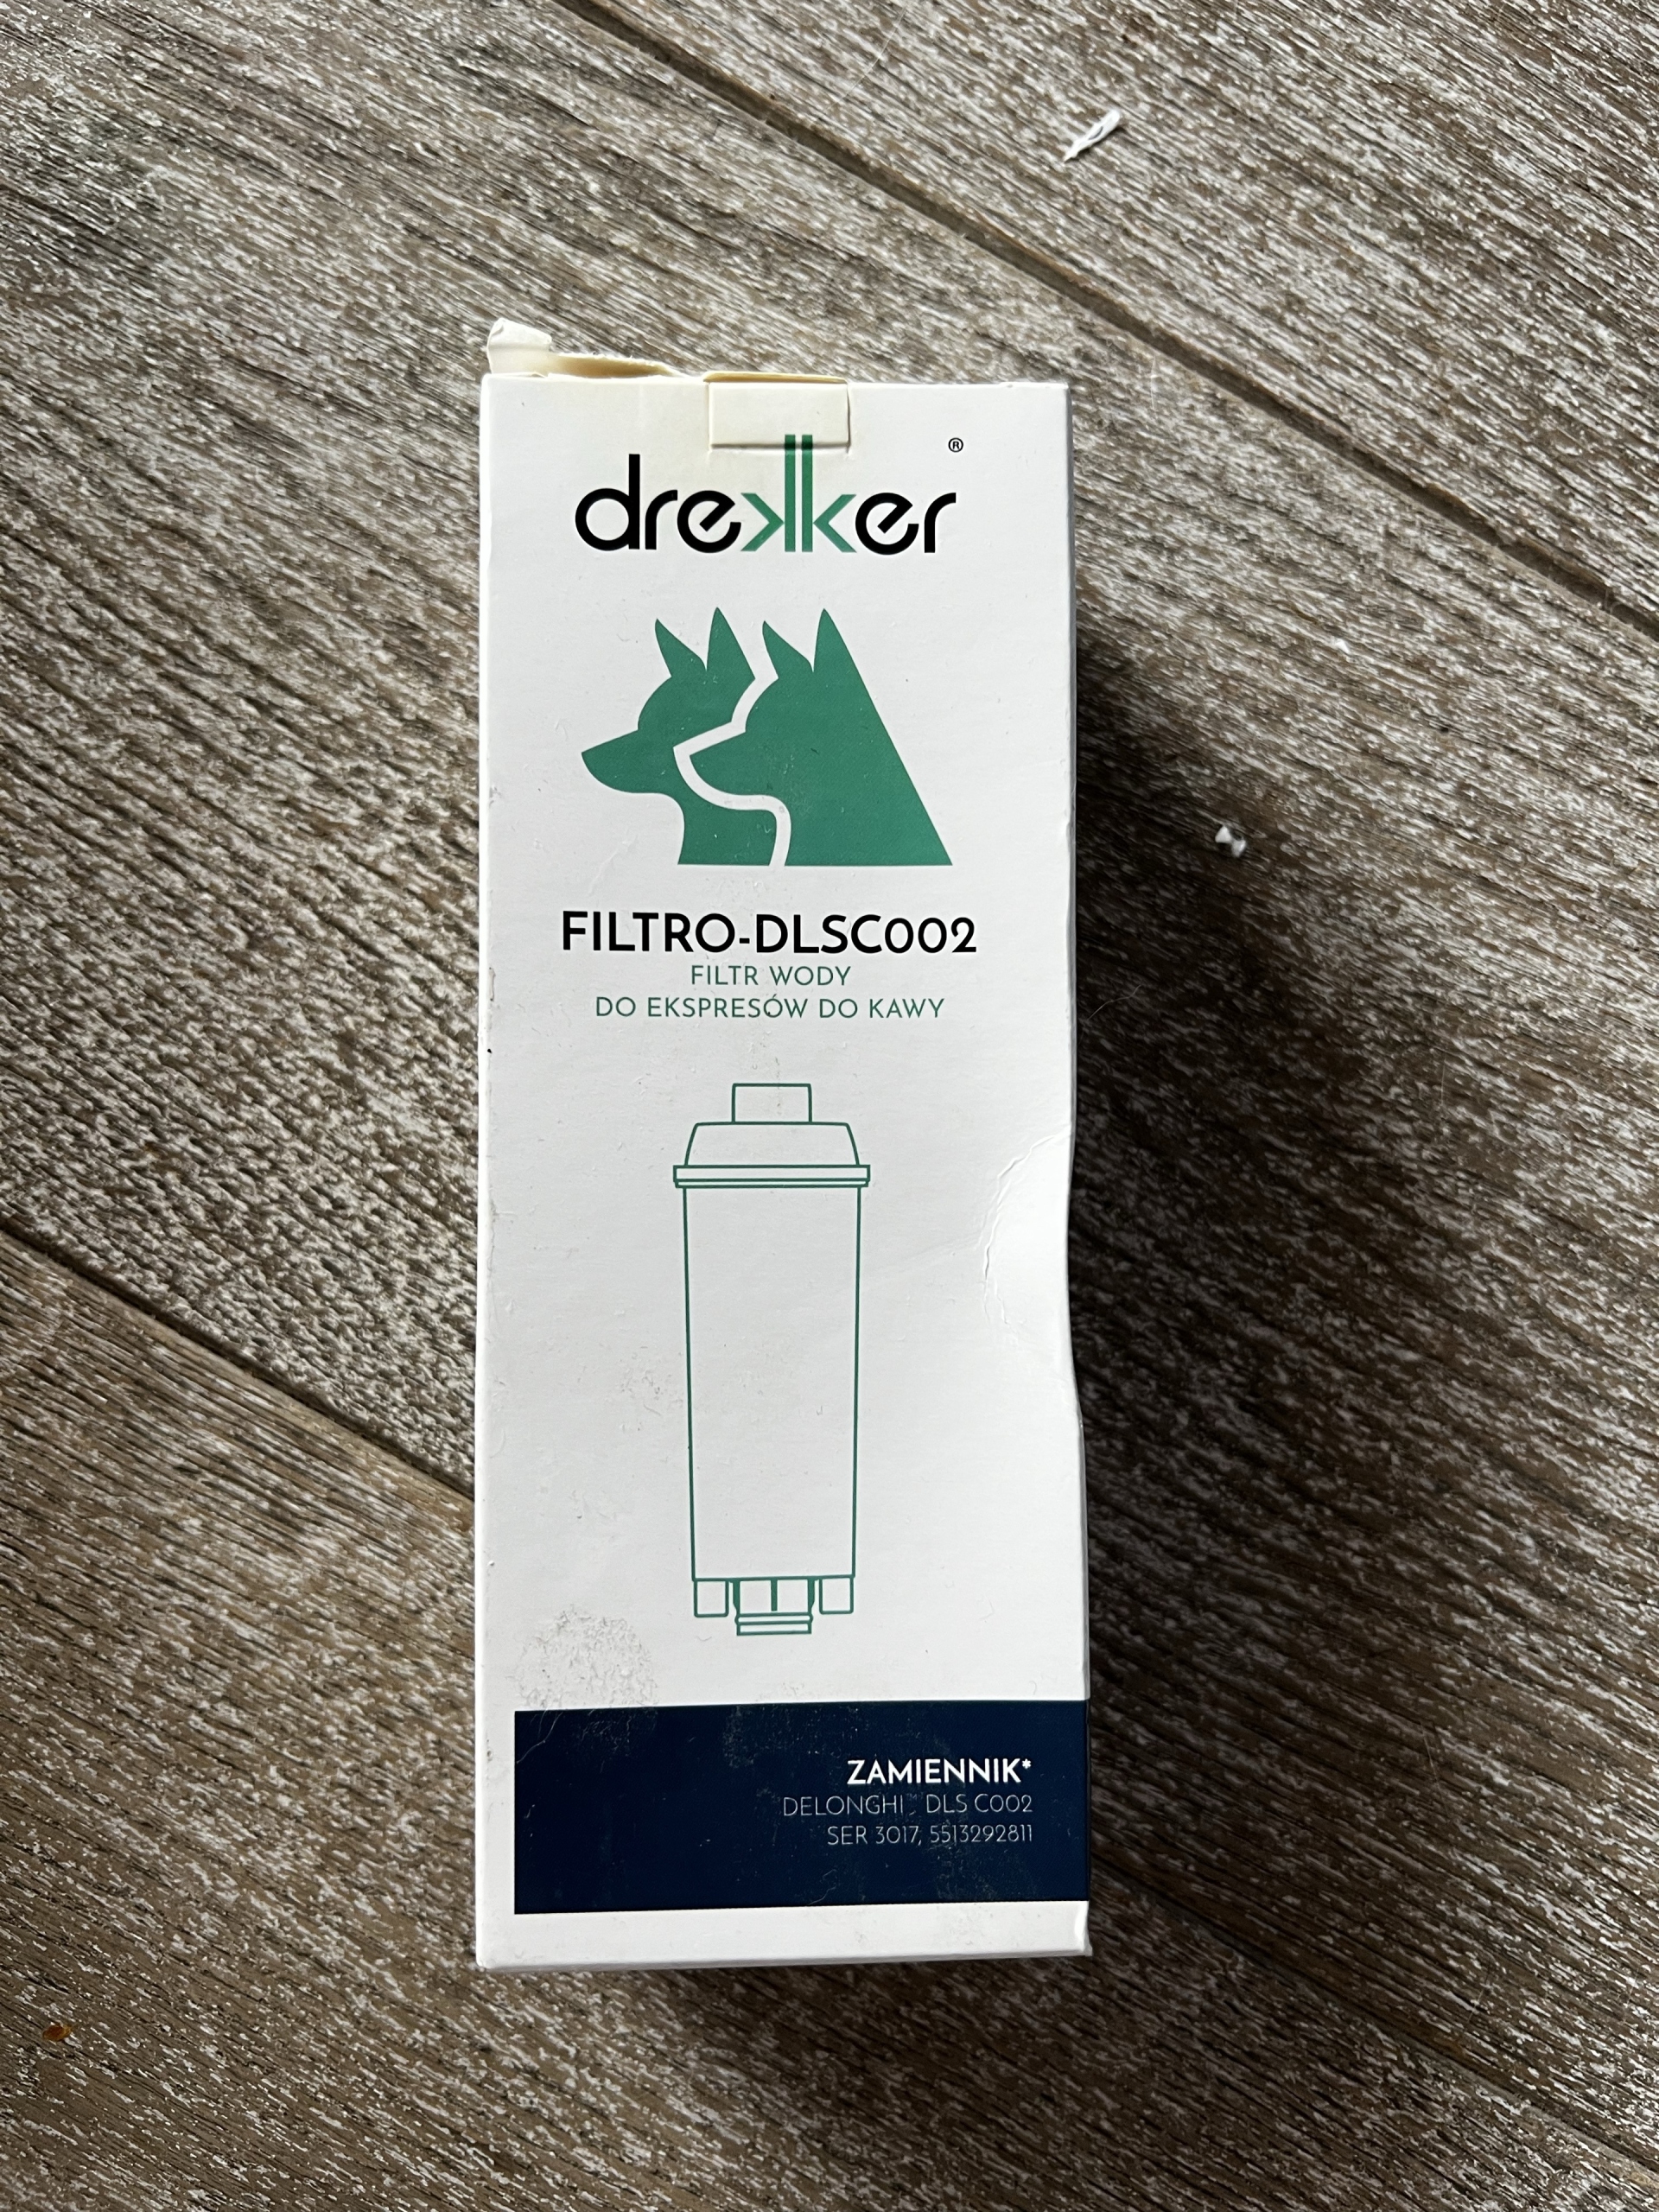 drekker®
FILTRO-DLSC002
FILTR WODY
DO EKSPRESÓW DO KAWY
ZAMIENNIK*
DELONGHI™ DLS C002
SER 3017, 5513292811